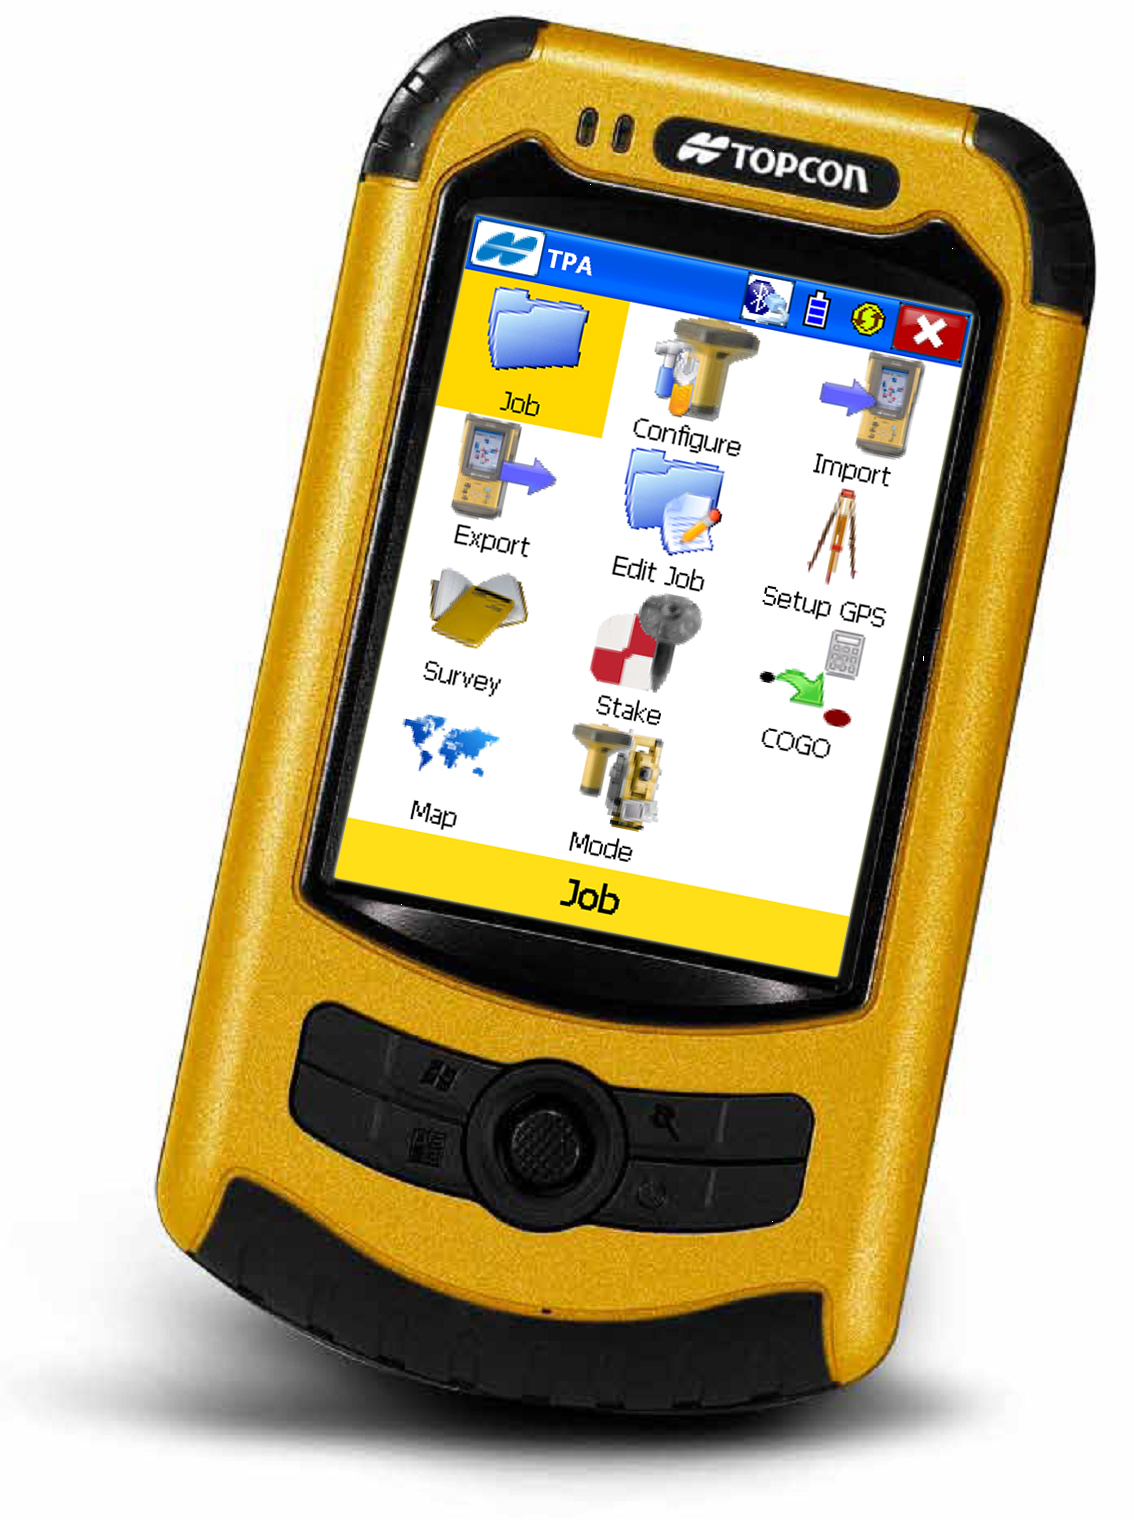 TOPCON
TPA
Job
Configure
Import
Export
Edit Job
Setup GPS
Survey
Stake
COGO
Map
Mode
Job